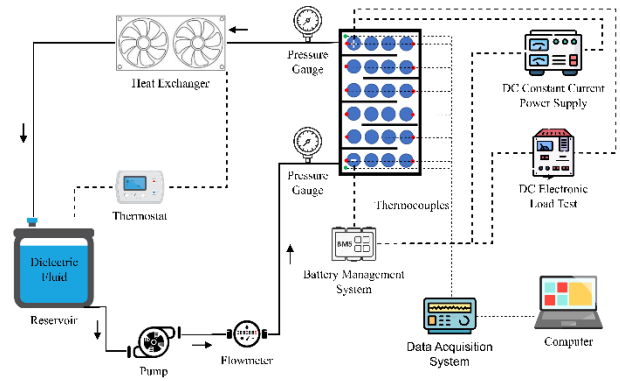 Pressure
Gauge
Heat Exchanger
DC Constant Current
Power Supply
Pressure
Gauge
DC Electronic
Load Test
Thermostat
Thermocouples
Dielectric
Fluid
BMS
Battery Management
System
Reservoir
Pump
Flowmeter
Data Acquisition
System
Computer